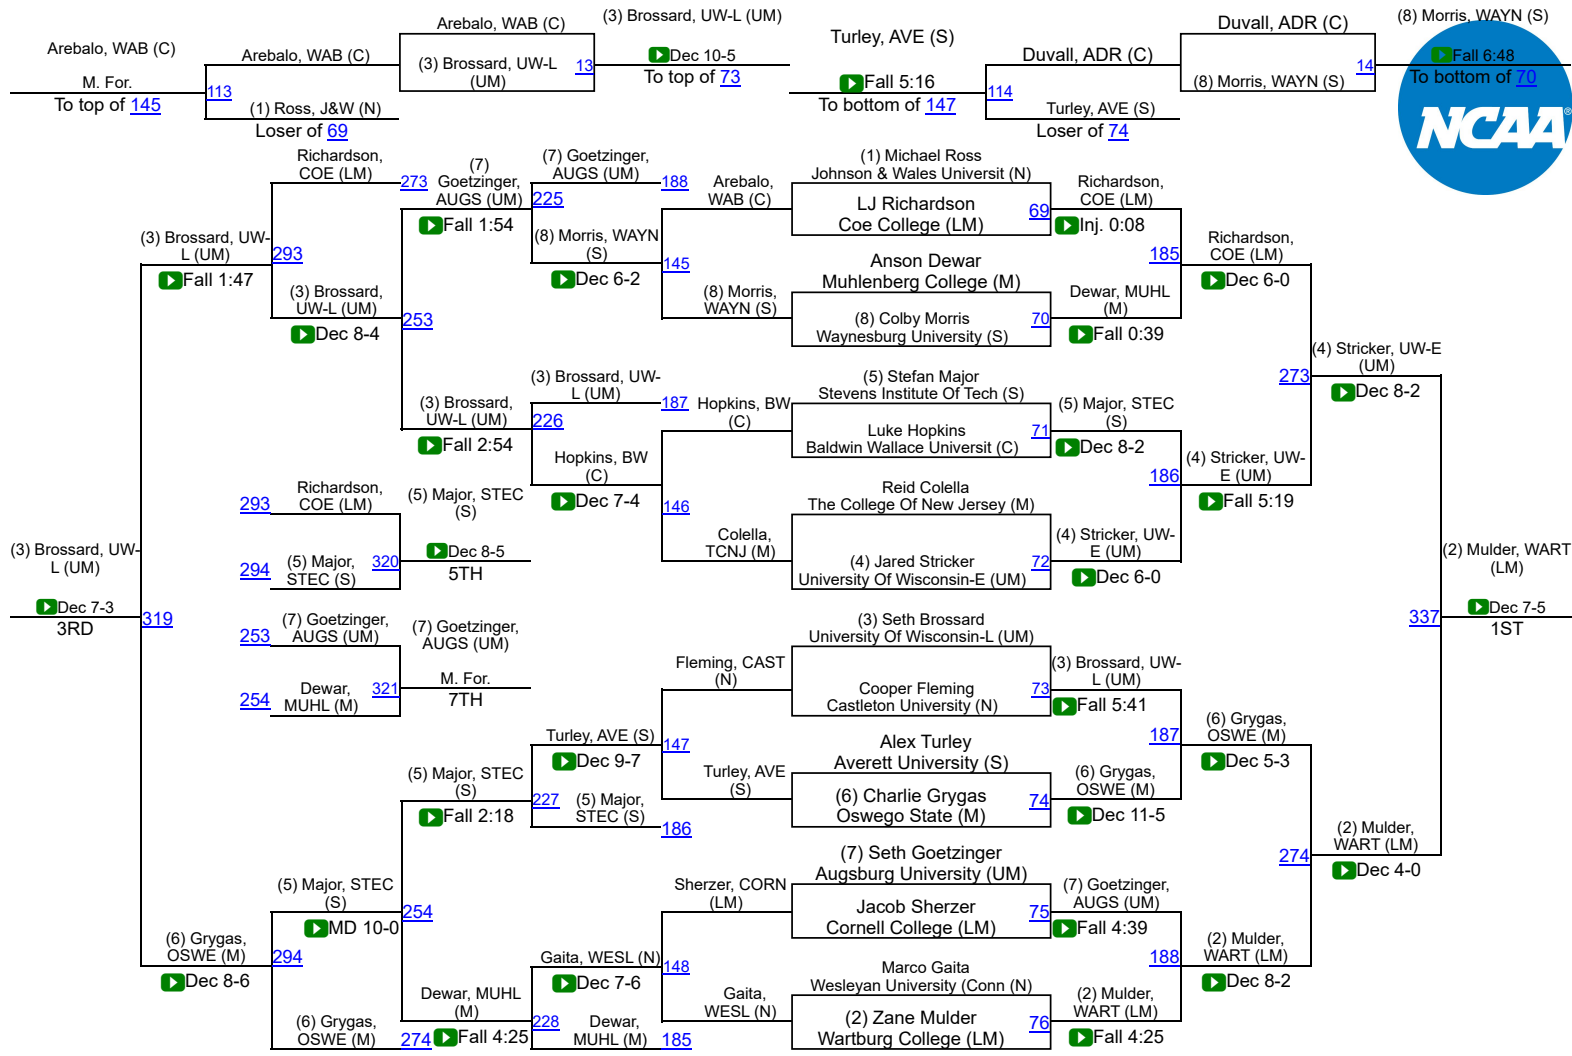 Arebalo, WAB (C)
M. For.
To top of 145
Arebalo, WAB (C)
113
(1) Ross, J&W (N)
Loser of 69
Arebalo, WAB (C)
(3) Brossard, UW-L
(UM)
13
(3) Brossard, UW-L (UM)
Dec 10-5
To top of 73
Turley, AVE (S)
Fall 5:16
To bottom of 147
Duvall, ADR (C)
114
Turley, AVE (S)
Loser of 74
Duvall, ADR (C)
(8) Morris, WAYN (S)
14
(8) Morris, WAYN (S)
Fall 6:48
To bottom of 70
NCAA®
(1) Michael Ross
Johnson & Wales Universit (N)
LJ Richardson
Coe College (LM)
69
Anson Dewar
Muhlenberg College (M)
(8) Colby Morris
Waynesburg University (S)
70
(5) Stefan Major
Stevens Institute Of Tech (S)
Luke Hopkins
Baldwin Wallace Universit (C)
71
Reid Colella
The College Of New Jersey (M)
(4) Jared Stricker
University Of Wisconsin-E (UM)
72
(3) Seth Brossard
University Of Wisconsin-L (UM)
Cooper Fleming
Castleton University (N)
73
Alex Turley
Averett University (S)
(6) Charlie Grygas
Oswego State (M)
74
(7) Seth Goetzinger
Augsburg University (UM)
Jacob Sherzer
Cornell College (LM)
75
Marco Gaita
Wesleyan University (Conn (N)
(2) Zane Mulder
Wartburg College (LM)
76
Richardson,
COE (LM)
Inj. 0:08
185
Dewar, MUHL
(M)
Fall 0:39
(5) Major, STEC
(S)
Dec 8-2
186
(4) Stricker, UW-
E (UM)
Dec 6-0
(3) Brossard, UW-
L (UM)
Fall 5:41
187
(6) Grygas,
OSWE (M)
Dec 11-5
(7) Goetzinger,
AUGS (UM)
Fall 4:39
188
(2) Mulder,
WART (LM)
Fall 4:25
Richardson,
COE (LM)
Dec 6-0
273
(4) Stricker, UW-
E (UM)
Fall 5:19
(6) Grygas,
OSWE (M)
Dec 5-3
274
(2) Mulder,
WART (LM)
Dec 8-2
(4) Stricker, UW-E
(UM)
Dec 8-2
337
(2) Mulder,
WART (LM)
Dec 4-0
(2) Mulder, WART
(LM)
Dec 7-5
1ST
Arebalo,
WAB (C)
145
(8) Morris,
WAYN (S)
Hopkins, BW
(C)
146
Colella,
TCNJ (M)
Fleming, CAST
(N)
147
Turley, AVE
(S)
Sherzer, CORN
(LM)
148
Gaita,
WESL (N)
(7) Goetzinger,
AUGS (UM)
188
225
(8) Morris, WAYN
(S)
Dec 6-2
(3) Brossard, UW-
L (UM)
187
226
Hopkins, BW
(C)
Dec 7-4
Turley, AVE (S)
Dec 9-7
227
(5) Major,
STEC (S)
186
Gaita, WESL (N)
Dec 7-6
228
Dewar,
MUHL (M)
185
(7)
Goetzinger,
AUGS (UM)
Fall 1:54
253
(3) Brossard,
UW-L (UM)
Fall 2:54
(5) Major, STEC
(S)
Fall 2:18
254
Dewar, MUHL
(M)
Fall 4:25
Richardson,
COE (LM)
273
293
(3) Brossard,
UW-L (UM)
Dec 8-4
(5) Major, STEC
(S)
MD 10-0
294
(6) Grygas,
OSWE (M)
274
(3) Brossard, UW-
L (UM)
Fall 1:47
319
(6) Grygas,
OSWE (M)
Dec 8-6
(3) Brossard, UW-
L (UM)
Dec 7-3
3RD
293
Richardson,
COE (LM)
294
(5) Major,
STEC (S)
320
(5) Major, STEC
(S)
Dec 8-5
5TH
253
(7) Goetzinger,
AUGS (UM)
254
Dewar,
MUHL (M)
321
(7) Goetzinger,
AUGS (UM)
M. For.
7TH